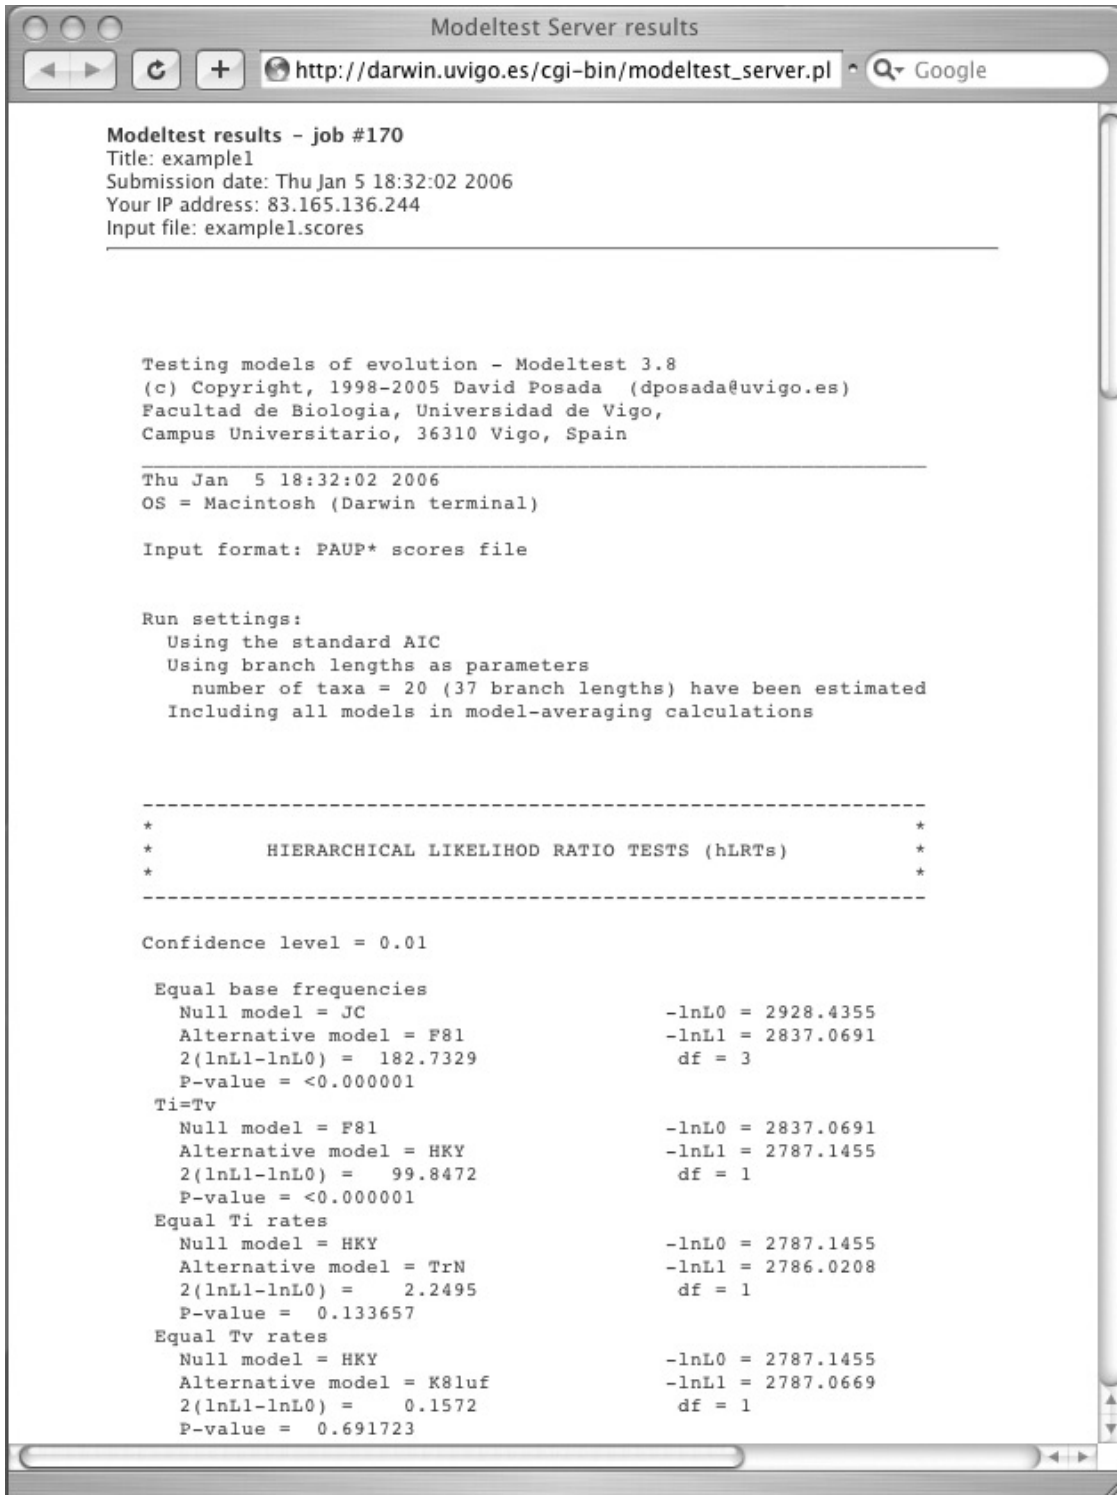 Modeltest Server results
http://darwin.uvigo.es/cgi-bin/modeltest_server.pl Google
Modeltest results - job #170
Title: example1
Submission date: Thu Jan 5 18:32:02 2006
Your IP address: 83.165.136.244
Input file: example1.scores
Testing models of evolution - Modeltest 3.8
(c) Copyright, 1998-2005 David Posada (dposada@uvigo.es)
Facultad de Biologia, Universidad de Vigo,
Campus Universitario, 36310 Vigo, Spain
Thu Jan 5 18:32:02 2006
OS = Macintosh (Darwin terminal)
Input format: PAUP* scores file
Run settings:
Using the standard AIC
Using branch lengths as parameters
number of taxa = 20 (37 branch lengths) have been estimated
Including all models in model-averaging calculations
---------------------------------------------------------------
* *
* HIERARCHICAL LIKELIHOD RATIO TESTS (hLRTs) *
* *
---------------------------------------------------------------
Confidence level = 0.01
Equal base frequencies
Null model = JC -lnL0 = 2928.4355
Alternative model = F81 -lnL1 = 2837.0691
2(lnL1-lnL0) = 182.7329 df = 3
P-value = <0.000001
Ti=Tv
Null model = F81 -lnL0 = 2837.0691
Alternative model = HKY -lnL1 = 2787.1455
2(lnL1-lnL0) = 99.8472 df = 1
P-value = <0.000001
Equal Ti rates
Null model = HKY -lnL0 = 2787.1455
Alternative model = TrN -lnL1 = 2786.0208
2(lnL1-lnL0) = 2.2495 df = 1
P-value = 0.133657
Equal Tv rates
Null model = HKY -lnL0 = 2787.1455
Alternative model = K81uf -lnL1 = 2787.0669
2(lnL1-lnL0) = 0.1572 df = 1
P-value = 0.691723